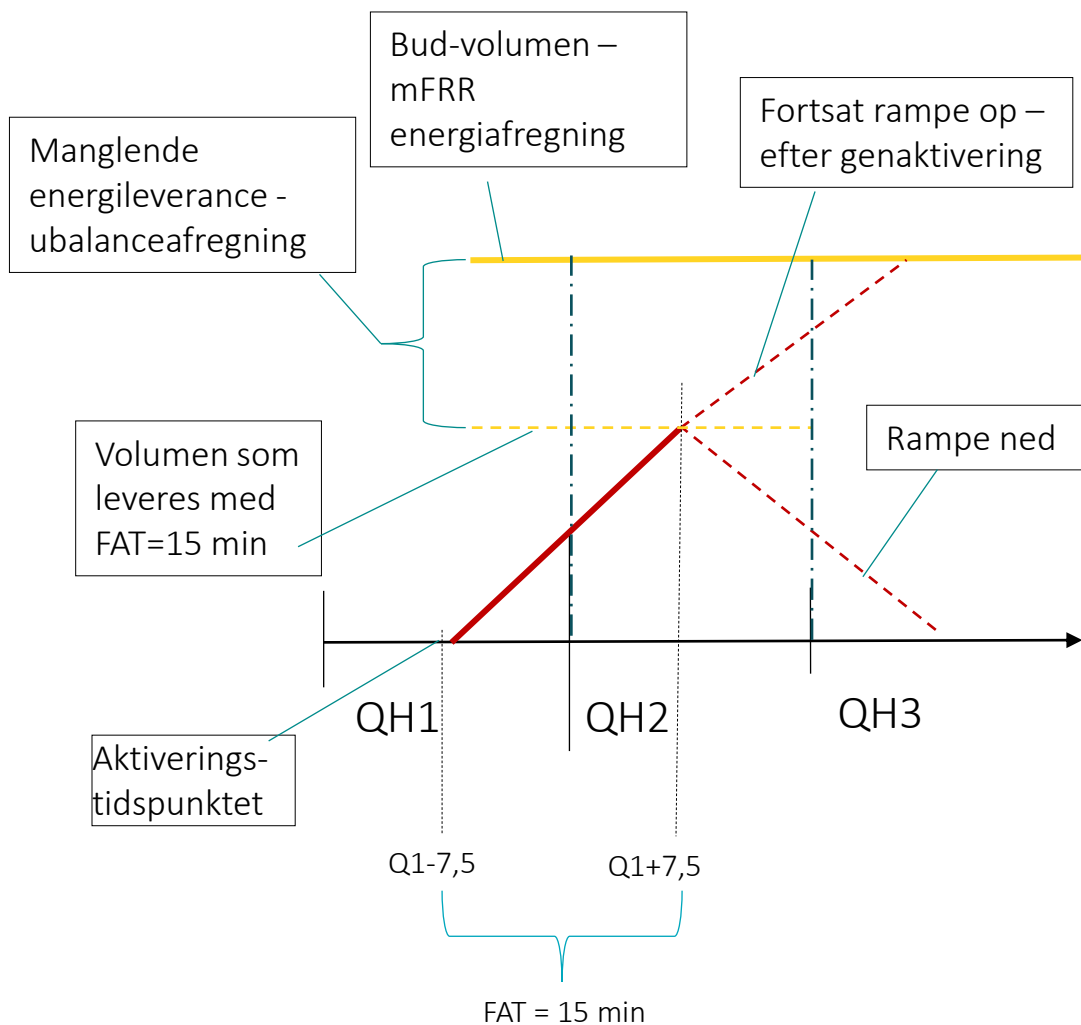 Bud-volumen –
mFRR
energiafregning
Fortsat rampe op –
efter genaktivering
Manglende
energileverance -
ubalanceafregning
Rampe ned
Volumen som
leveres med
FAT=15 min
QH1
QH2
QH3
Aktiverings-
tidspunktet
Q1-7,5
Q1+7,5
FAT = 15 min